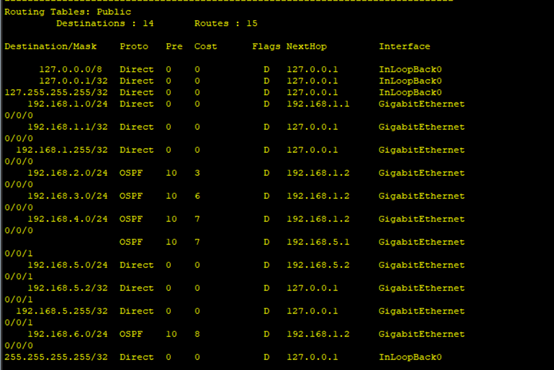 Routing Tables: Public
Destinations : 14 Routes : 15
Destination/Mask Proto Pre Cost Flags NextHop Interface
127.0.0.0/8 Direct 0 0 D 127.0.0.1 InLoopBack0
127.0.0.1/32 Direct 0 0 D 127.0.0.1 InLoopBack0
127.255.255.255/32 Direct 0 0 D 127.0.0.1 InLoopBack0
192.168.1.0/24 Direct 0 0 D 192.168.1.1 GigabitEthernet
0/0/0
192.168.1.1/32 Direct 0 0 D 127.0.0.1 GigabitEthernet
0/0/0
192.168.1.255/32 Direct 0 0 D 127.0.0.1 GigabitEthernet
0/0/0
192.168.2.0/24 OSPF 10 3 D 192.168.1.2 GigabitEthernet
0/0/0
192.168.3.0/24 OSPF 10 6 D 192.168.1.2 GigabitEthernet
0/0/0
192.168.4.0/24 OSPF 10 7 D 192.168.1.2 GigabitEthernet
0/0/0
OSPF 10 7 D 192.168.5.1 GigabitEthernet
0/0/1
192.168.5.0/24 Direct 0 0 D 192.168.5.2 GigabitEthernet
0/0/1
192.168.5.2/32 Direct 0 0 D 127.0.0.1 GigabitEthernet
0/0/1
192.168.5.255/32 Direct 0 0 D 127.0.0.1 GigabitEthernet
0/0/1
192.168.6.0/24 OSPF 10 8 D 192.168.1.2 GigabitEthernet
0/0/0
255.255.255.255/32 Direct 0 0 D 127.0.0.1 InLoopBack0